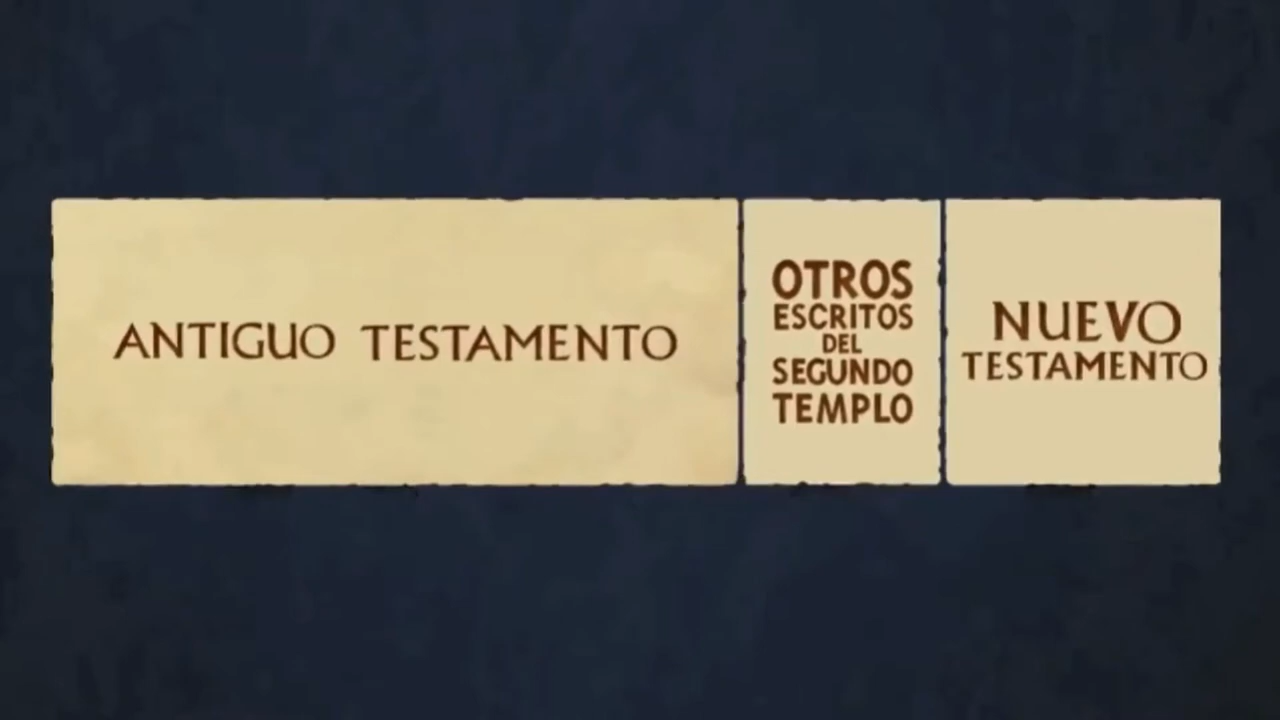 ANTIGUO TESTAMENTO
OTROS
ESCRITOS
DEL
SEGUNDO
TEMPLO
NUEVO
TESTAMENTO